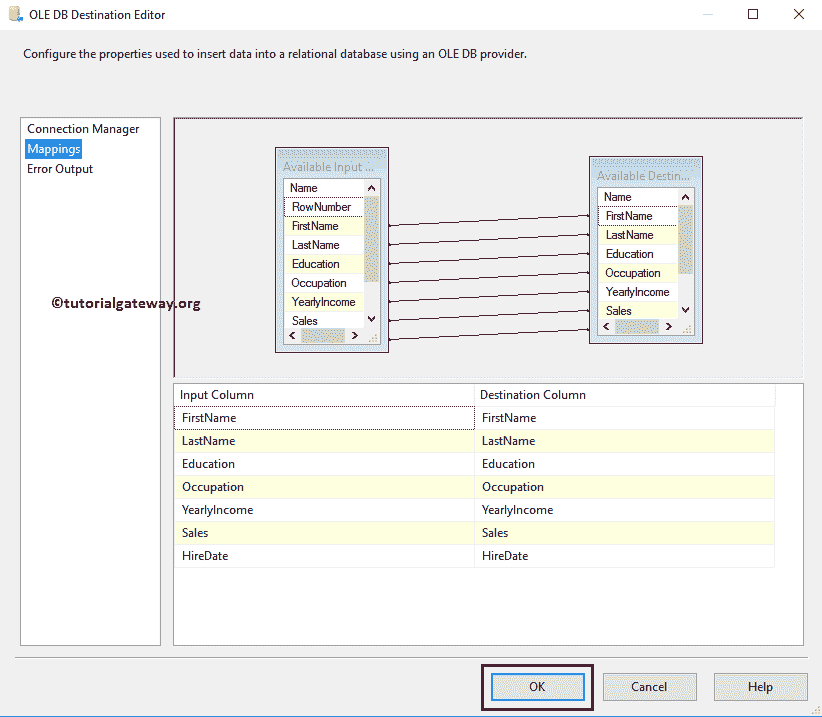 OLE DB Destination Editor
Configure the properties used to insert data into a relational database using an OLE DB provider.
Connection Manager
Mappings
Error Output
©tutorialgateway.org
Available Input ...
Name
RowNumber
FirstName
LastName
Education
Occupation
YearlyIncome
Sales
Available Destin...
Name
FirstName
LastName
Education
Occupation
YearlyIncome
Sales
Input Column Destination Column
FirstName FirstName
LastName LastName
Education Education
Occupation Occupation
YearlyIncome YearlyIncome
Sales Sales
HireDate HireDate
OK Cancel Help